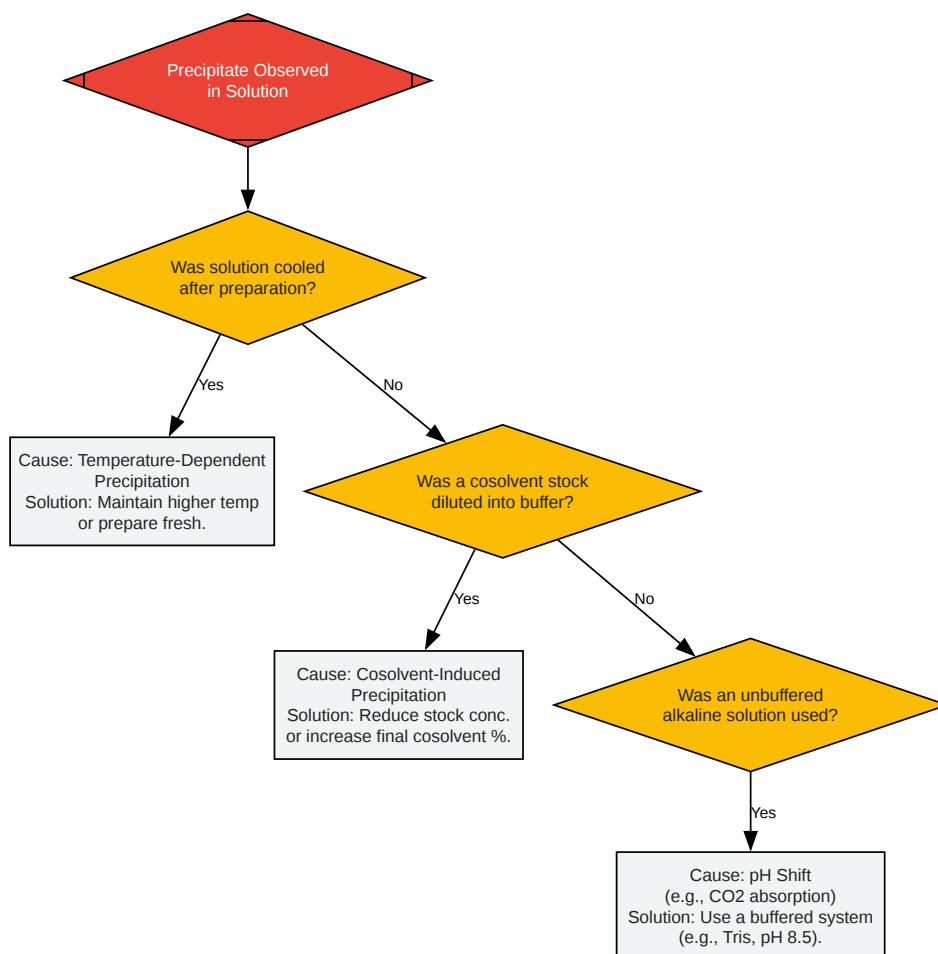 Precipitate Observed
in Solution
Was solution cooled
after preparation?
Yes
No
Cause: Temperature-Dependent
Precipitation
Solution: Maintain higher temp
or prepare fresh.
Was a cosolvent stock
diluted into buffer?
Yes
No
Cause: Cosolvent-Induced
Precipitation
Solution: Reduce stock conc.
or increase final cosolvent %.
Was an unbuffered
alkaline solution used?
Yes
Cause: pH Shift
(e.g., CO2 absorption)
Solution: Use a buffered system
(e.g., Tris, pH 8.5).